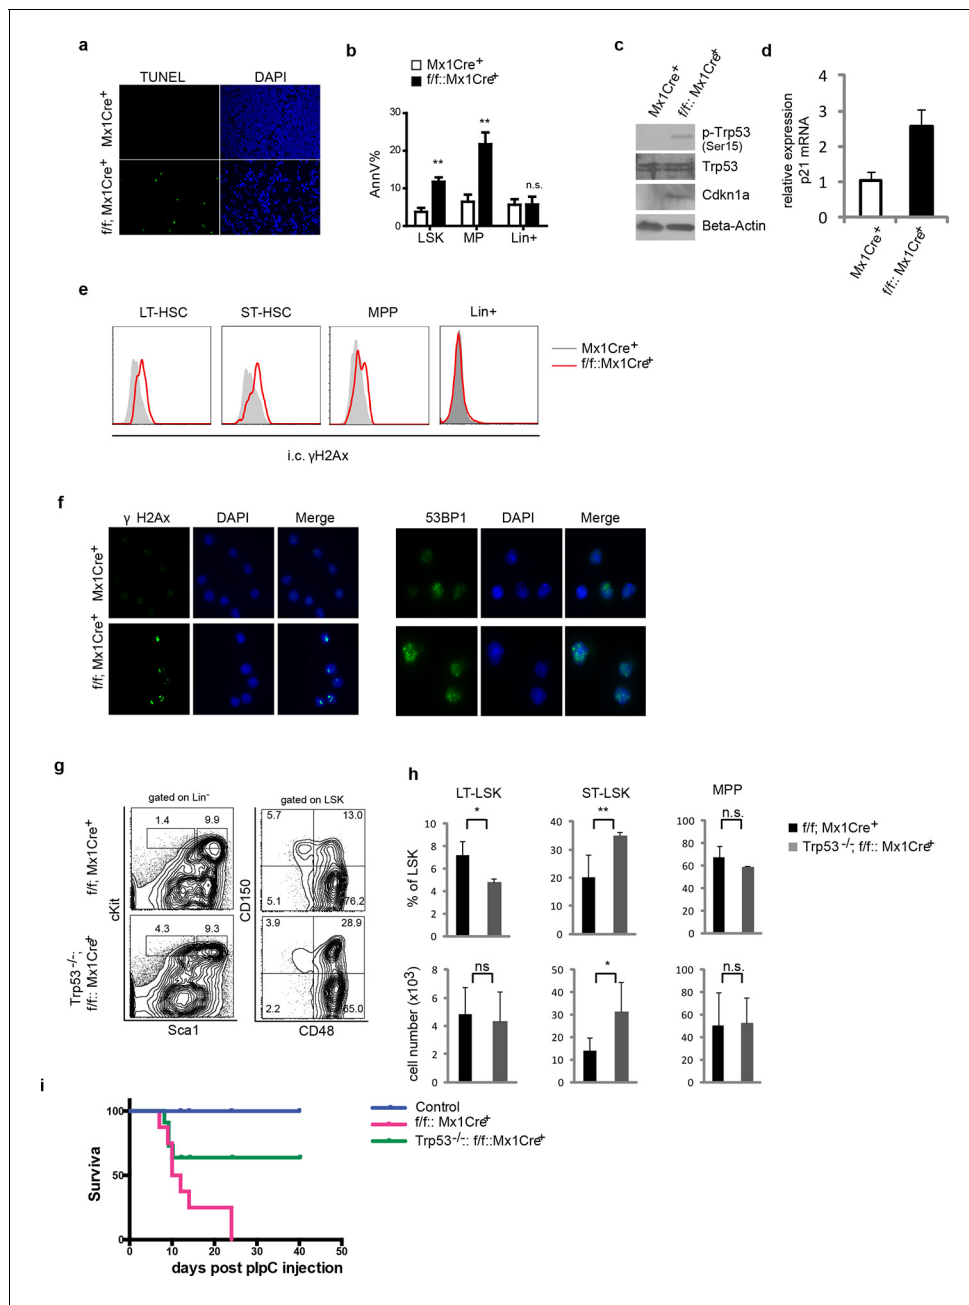 a
TUNEL DAPI
Mx1Cre+
f/f; Mx1Cre+
b
Mx1Cre+
f/f::Mx1Cre+
AnnV%
30
20
10
0
**
**
n.s.
LSK MP Lin+
c
Mx1Cre+
f/f:: Mx1Cre+
p-Trp53
(Ser15)
Trp53
Cdkn1a
Beta-Actin
d
relative expression
p21 mRNA
4
3
2
1
0
Mx1Cre+
f/f:: Mx1Cre+
e
LT-HSC ST-HSC MPP Lin+
Mx1Cre+
f/f::Mx1Cre+
i.c. γH2Ax
f
γ H2Ax DAPI Merge 53BP1 DAPI Merge
Mx1Cre+
f/f; Mx1Cre+
g
gated on Lin⁻ gated on LSK
f/f; Mx1Cre+
1.4 9.9
5.7 13.0
5.1 76.2
Trp53-/-;
f/f:: Mx1Cre+
4.3 9.3
3.9 28.9
2.2 65.0
cKit
CD150
Sca1 CD48
h
LT-LSK ST-LSK MPP
f/f; Mx1Cre+
Trp53-/-; f/f:: Mx1Cre+
% of LSK
10
8
6
4
2
0
*
40
30
20
10
0
**
100
80
60
40
20
0
n.s.
cell number (x10³)
8
6
4
2
0
ns
50
40
30
20
10
0
*
100
80
60
40
20
0
n.s.
i
Control
f/f:: Mx1Cre+
Trp53-/-:: f/f::Mx1Cre+
Surviva
100
50
0
0 10 20 30 40 50
days post pIpC injection